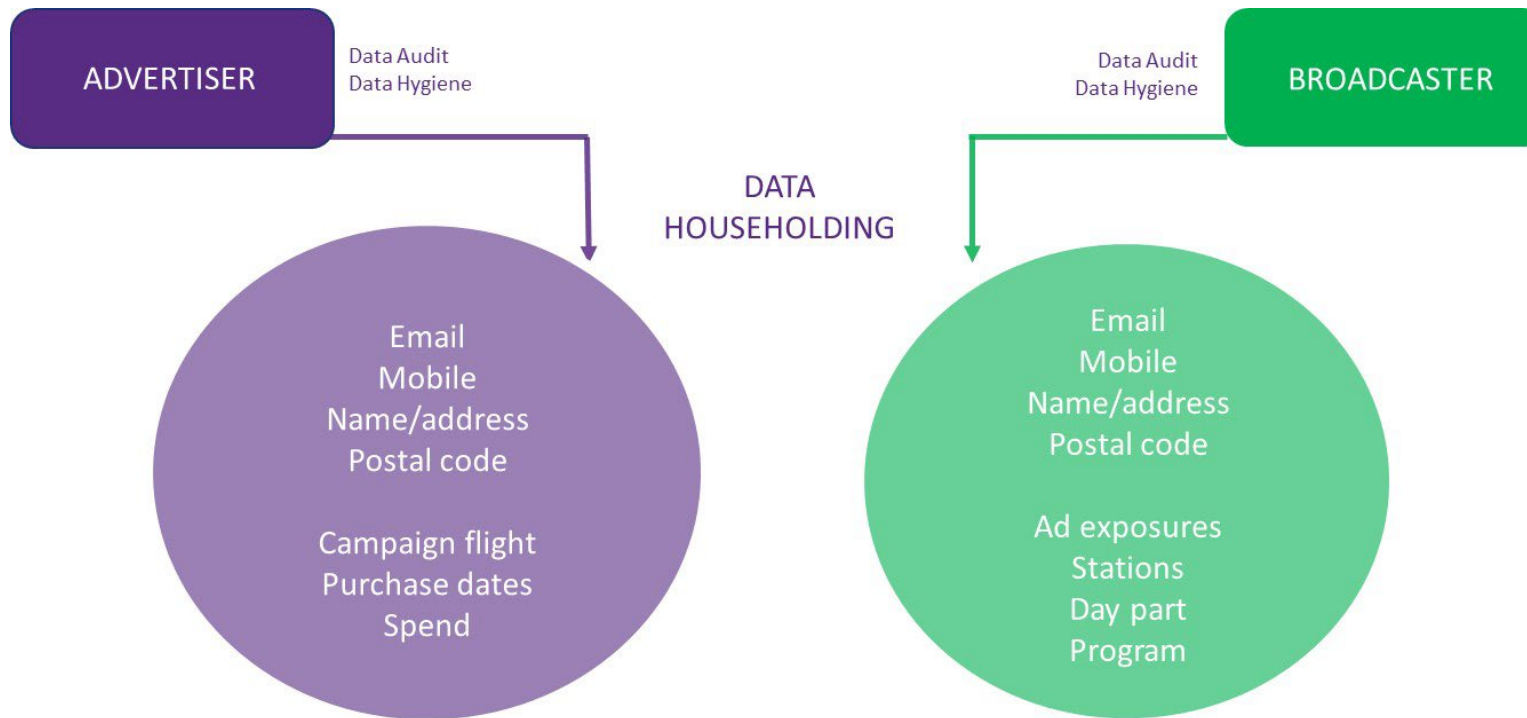 ADVERTISER
Data Audit
Data Hygiene
Data Audit
Data Hygiene
BROADCASTER
DATA
HOUSEHOLDING
Email
Mobile
Name/address
Postal code
Campaign flight
Purchase dates
Spend
Email
Mobile
Name/address
Postal code
Ad exposures
Stations
Day part
Program